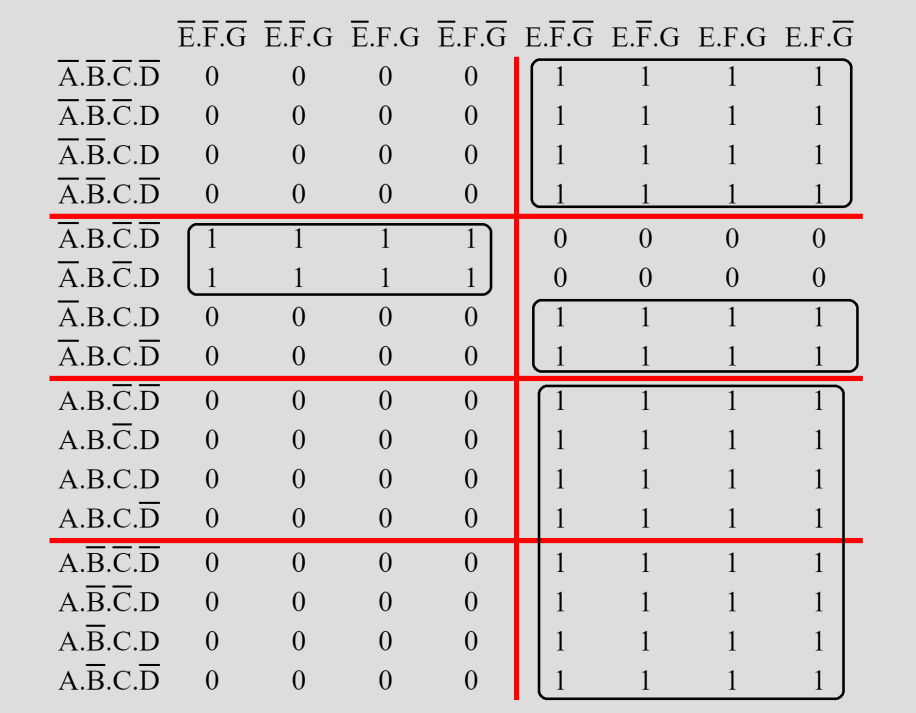 E̅.F̅.G̅ E̅.F̅.G E̅.F.G E̅.F.G̅ E.F̅.G̅ E.F̅.G E.F.G E.F.G̅
A̅.B̅.C̅.D̅ 0 0 0 0 1 1 1 1
A̅.B̅.C̅.D 0 0 0 0 1 1 1 1
A̅.B̅.C.D 0 0 0 0 1 1 1 1
A̅.B̅.C.D̅ 0 0 0 0 1 1 1 1
A̅.B.C̅.D̅ 1 1 1 1 0 0 0 0
A̅.B.C̅.D 1 1 1 1 0 0 0 0
A̅.B.C.D 0 0 0 0 1 1 1 1
A̅.B.C.D̅ 0 0 0 0 1 1 1 1
A.B.C̅.D̅ 0 0 0 0 1 1 1 1
A.B.C̅.D 0 0 0 0 1 1 1 1
A.B.C.D 0 0 0 0 1 1 1 1
A.B.C.D̅ 0 0 0 0 1 1 1 1
A.B̅.C̅.D̅ 0 0 0 0 1 1 1 1
A.B̅.C̅.D 0 0 0 0 1 1 1 1
A.B̅.C.D 0 0 0 0 1 1 1 1
A.B̅.C.D̅ 0 0 0 0 1 1 1 1